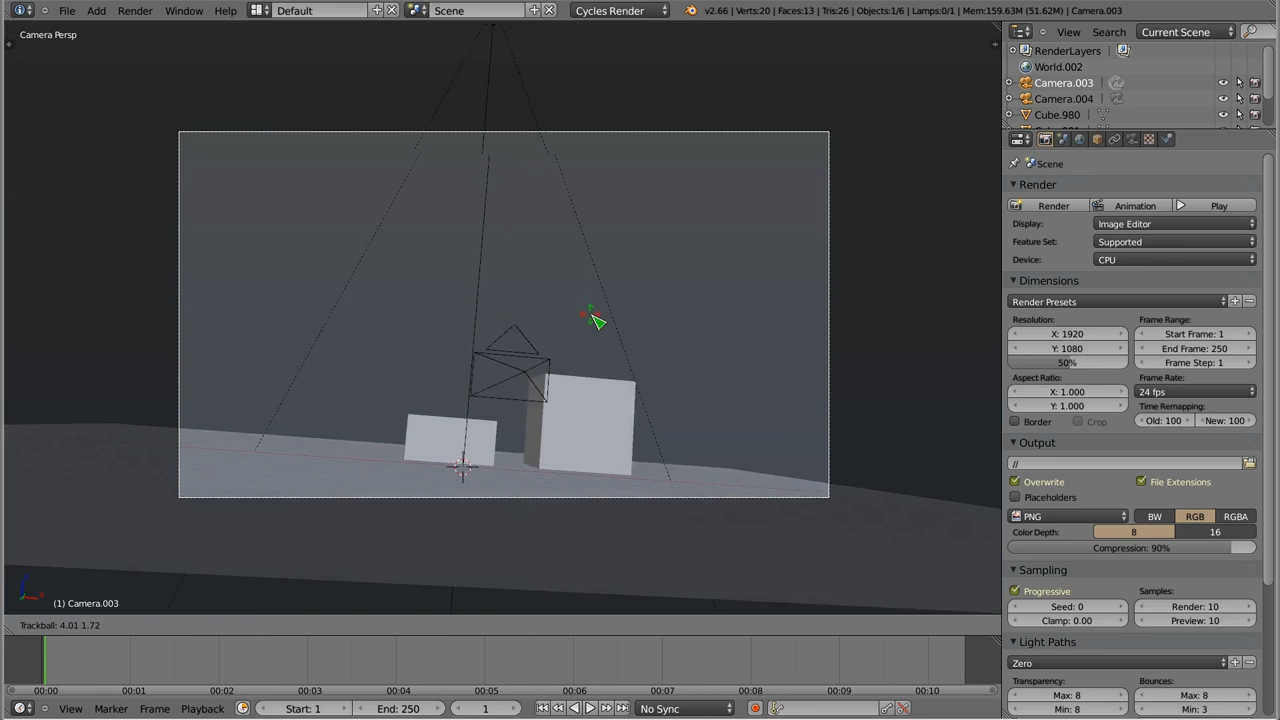 File Add Render Window Help Default Scene Cycles Render v2.66 | Verts:20 | Faces:13 | Tris:26 | Objects:1/6 | Lamps:0/1 | Mem:159.63M (51.62M) | Camera.003
Camera Persp
View Search Current Scene
RenderLayers
World.002
Camera.003
Camera.004
Cube.980
Scene
Render
Render Animation Play
Display: Image Editor
Feature Set: Supported
Device: CPU
Dimensions
Render Presets
Resolution: Frame Range:
X: 1920 Start Frame: 1
Y: 1080 End Frame: 250
50% Frame Step: 1
Aspect Ratio: Frame Rate:
X: 1.000 24 fps
Y: 1.000 Time Remapping:
Border Crop Old: 100 New: 100
Output
//
Overwrite File Extensions
Placeholders
PNG BW RGB RGBA
Color Depth: 8 16
Compression: 90%
Sampling
Progressive Samples:
Seed: 0 Render: 10
Clamp: 0.00 Preview: 10
Light Paths
Zero
Transparency: Bounces:
Max: 8 Max: 8
Min: 8 Min: 3
(1) Camera.003
Trackball: 4.01 1.72
00:00 00:01 00:02 00:03 00:04 00:05 00:06 00:07 00:08 00:09 00:10
View Marker Frame Playback Start: 1 End: 250 1 No Sync